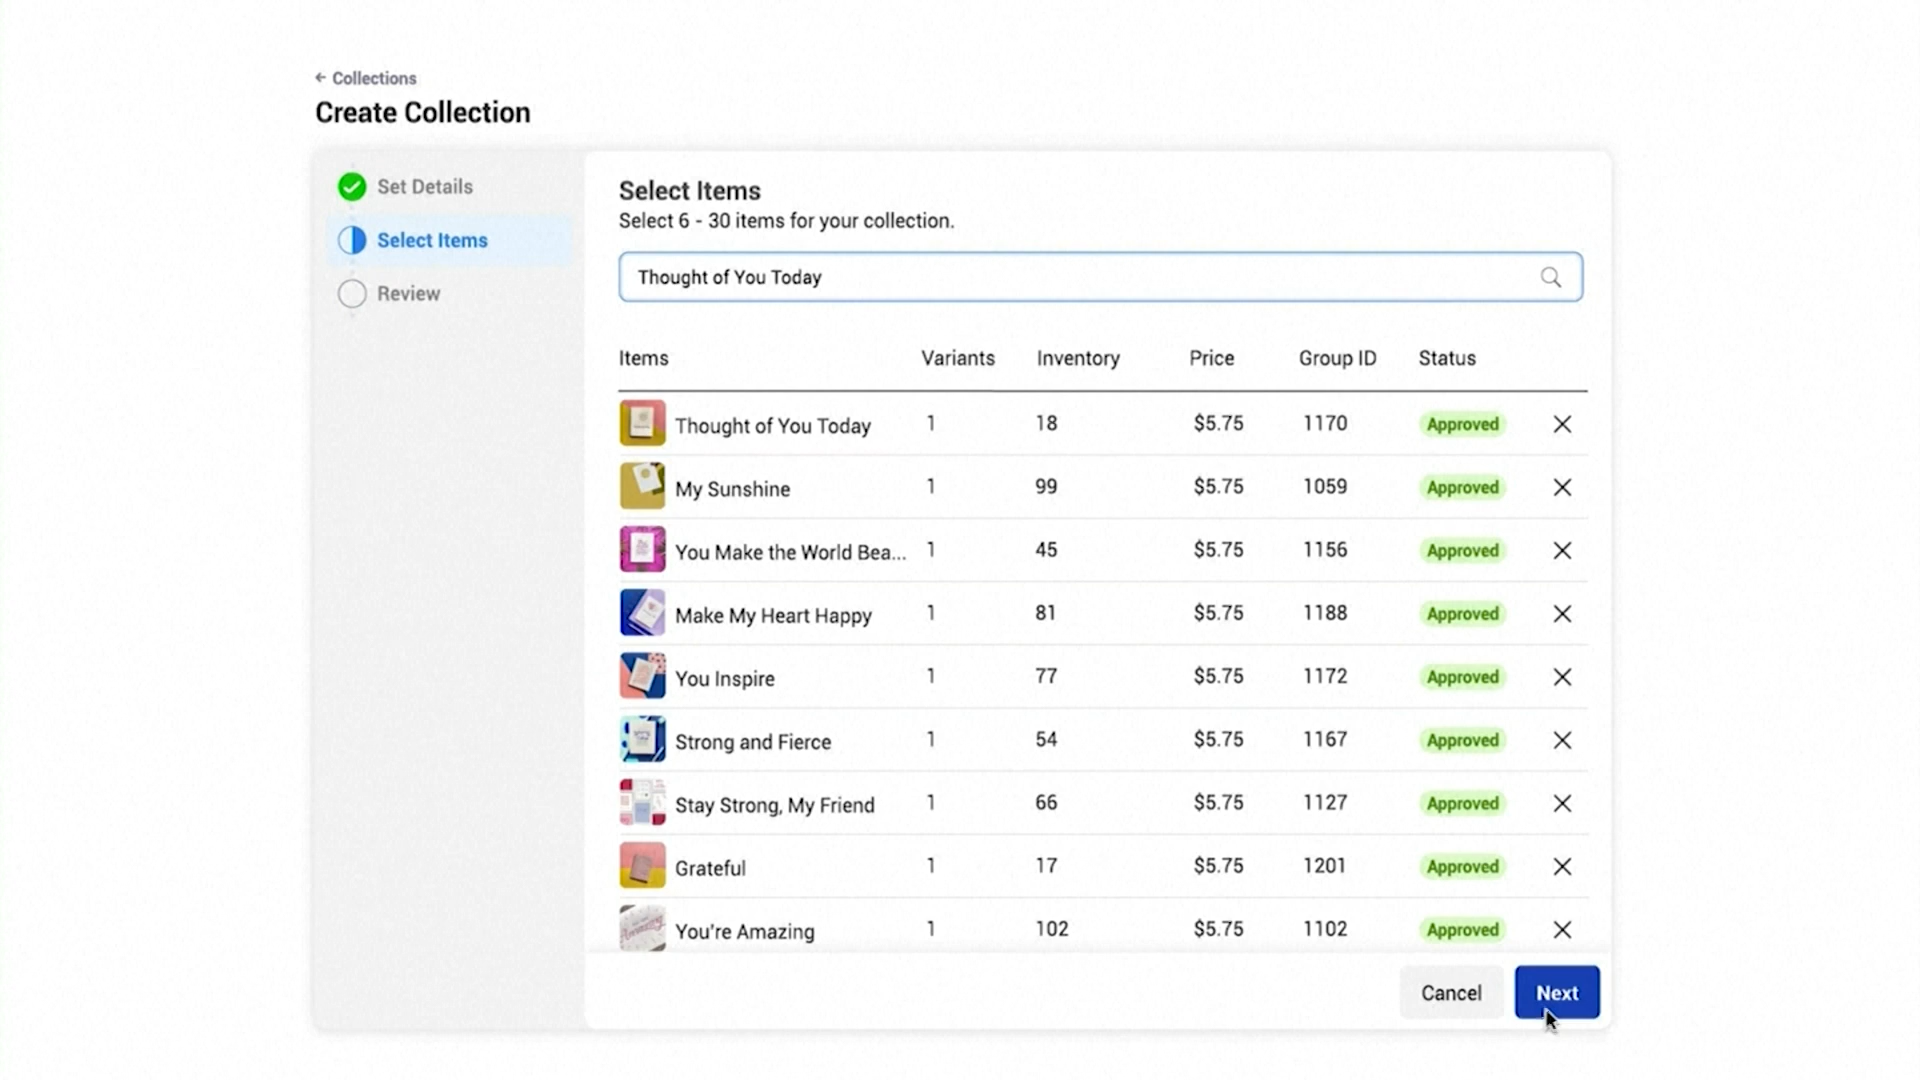 ← Collections
Create Collection
Set Details
Select Items
Review
Select Items
Select 6 - 30 items for your collection.
Thought of You Today
Items Variants Inventory Price Group ID Status
Thought of You Today 1 18 $5.75 1170 Approved
My Sunshine 1 99 $5.75 1059 Approved
You Make the World Bea... 1 45 $5.75 1156 Approved
Make My Heart Happy 1 81 $5.75 1188 Approved
You Inspire 1 77 $5.75 1172 Approved
Strong and Fierce 1 54 $5.75 1167 Approved
Stay Strong, My Friend 1 66 $5.75 1127 Approved
Grateful 1 17 $5.75 1201 Approved
You're Amazing 1 102 $5.75 1102 Approved
Cancel Next